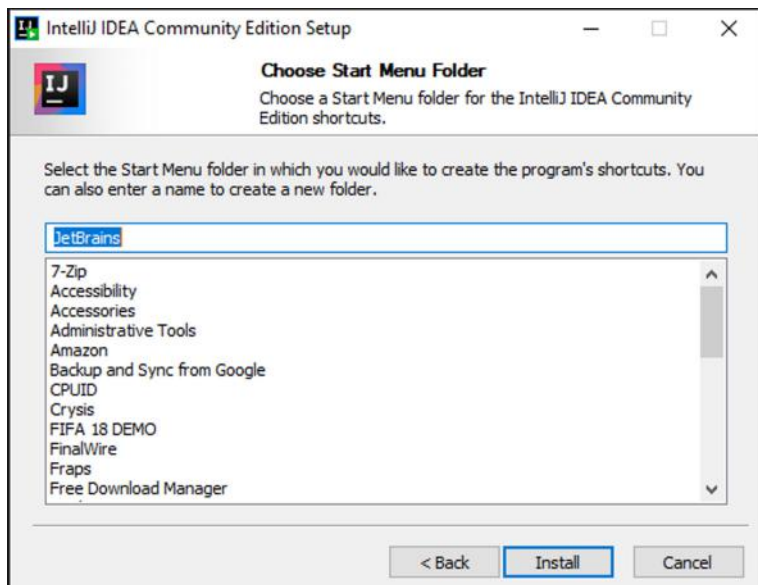 IntelliJ IDEA Community Edition Setup
IJ
Choose Start Menu Folder
Choose a Start Menu folder for the IntelliJ IDEA Community
Edition shortcuts.
Select the Start Menu folder in which you would like to create the program's shortcuts. You
can also enter a name to create a new folder.
JetBrains
7-Zip
Accessibility
Accessories
Administrative Tools
Amazon
Backup and Sync from Google
CPUID
Crysis
FIFA 18 DEMO
FinalWire
Fraps
Free Download Manager
< Back Install Cancel